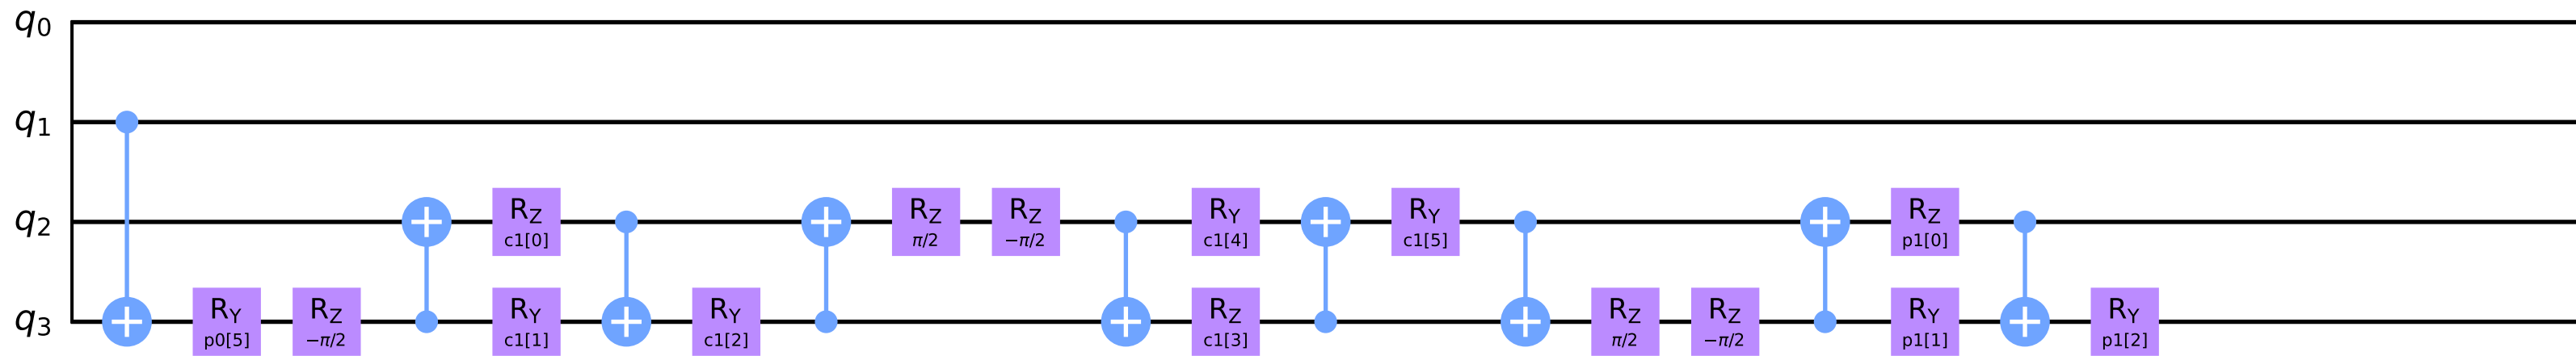 q0
q1
RZ RZ RZ RY RY RZ
c1[0] π/2 −π/2 c1[4] c1[5] p1[0]
q2
RY RZ RY RY RZ RZ RZ RY RY
p0[5] −π/2 c1[1] c1[2] c1[3] π/2 −π/2 p1[1] p1[2]
q3